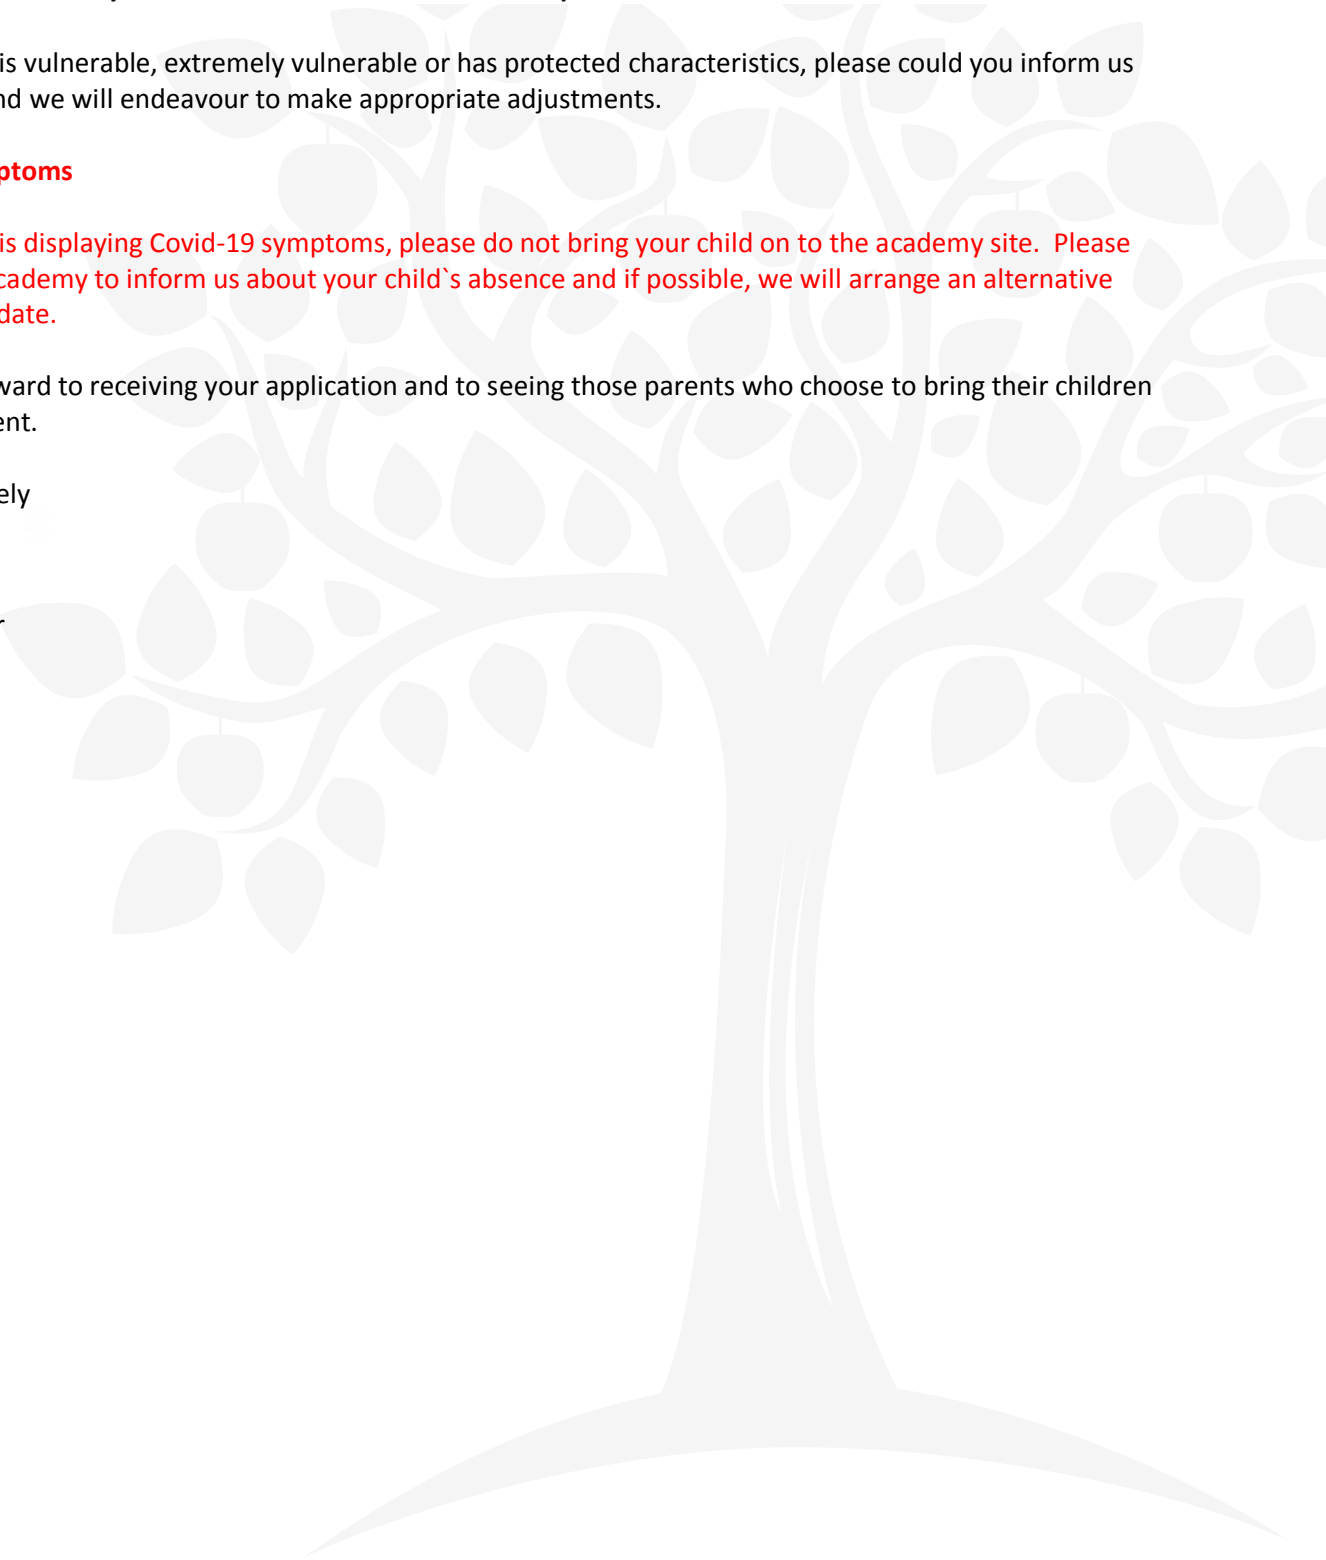 is vulnerable, extremely vulnerable or has protected characteristics, please could you inform us
nd we will endeavour to make appropriate adjustments.
ptoms
is displaying Covid-19 symptoms, please do not bring your child on to the academy site. Please
cademy to inform us about your child`s absence and if possible, we will arrange an alternative
date.
ward to receiving your application and to seeing those parents who choose to bring their children
ent.
ely
r